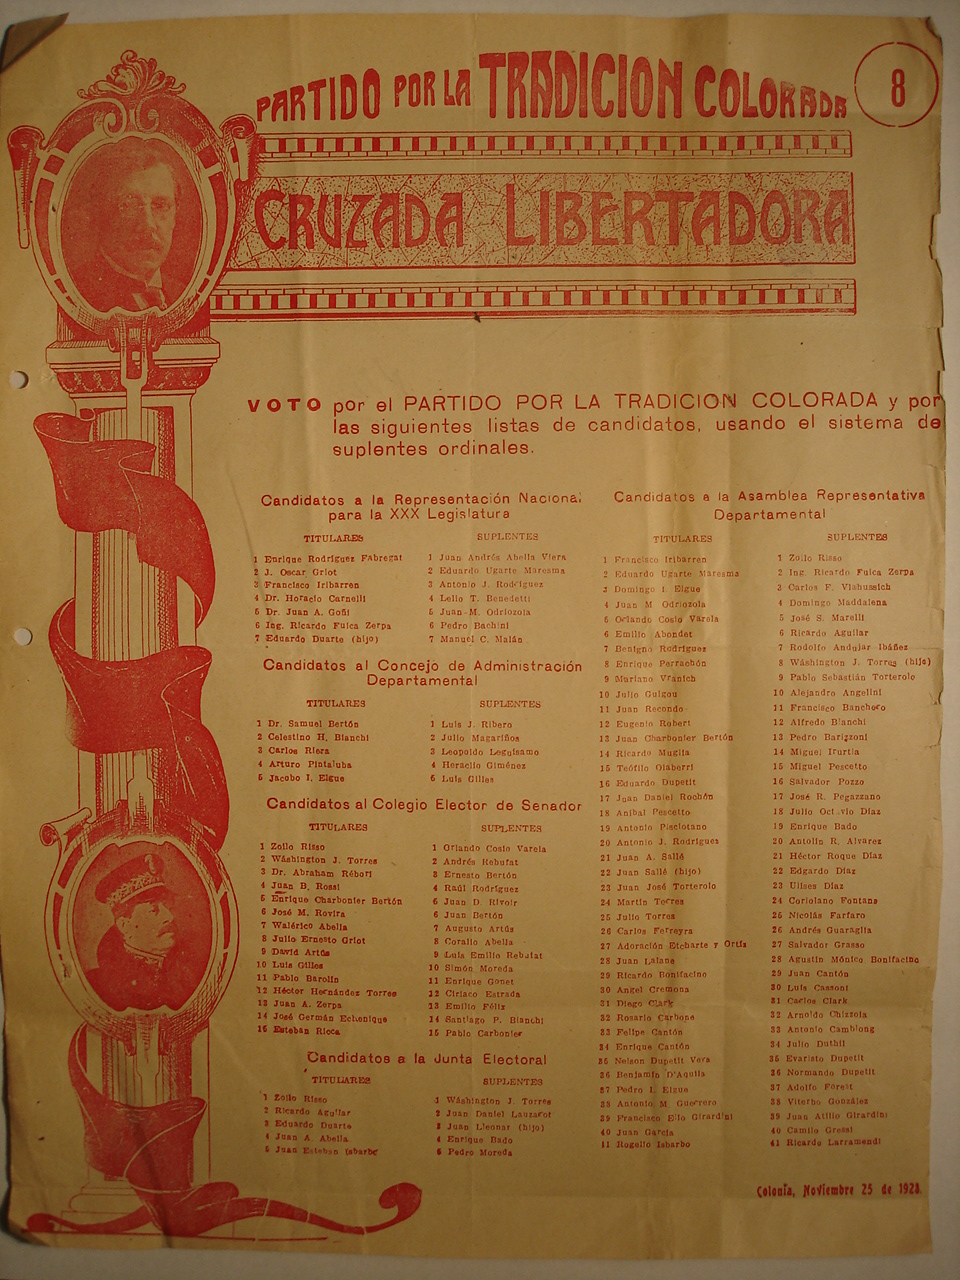 PARTIDO POR LA TRADICION COLORADA
8
CRUZADA LIBERTADORA
VOTO por el PARTIDO POR LA TRADICION COLORADA y por
las siguientes listas de candidatos, usando el sistema de
suplentes ordinales.
Candidatos a la Representación Nacional
para la XXX Legislatura
TITULARES
1 Enrique Rodríguez Fabregat
2 J. Oscar Griot
3 Francisco Iribarren
4 Dr. Horacio Carnelli
5 Dr. Juan A. Goñi
6 Ing. Ricardo Fulca Zerpa
7 Eduardo Duarte (hijo)
SUPLENTES
1 Juan Andrés Abella Viera
2 Eduardo Ugarte Maresma
3 Antonio J. Rodríguez
4 Lelio T. Benedetti
5 Juan M. Odriozola
6 Pedro Bachini
7 Manuel C. Malán
Candidatos al Concejo de Administración
Departamental
TITULARES
1 Dr. Samuel Bertón
2 Celestino H. Bianchi
3 Carlos Riera
4 Arturo Pintaluba
5 Jacobo I. Elgue
SUPLENTES
1 Luis J. Ribero
2 Julio Magariños
3 Leopoldo Leguisamo
4 Heraclio Giménez
5 Luis Gilles
Candidatos al Colegio Elector de Senador
TITULARES
1 Zoilo Risso
2 Wáshington J. Torres
3 Dr. Abraham Rébori
4 Juan B. Rossi
5 Enrique Charbonier Bertón
6 José M. Rovira
7 Walérico Abella
8 Julio Ernesto Griot
9 David Artús
10 Luis Gilles
11 Pablo Barolin
12 Héctor Hernández Torres
13 Juan A. Zerpa
14 José Germán Echenique
15 Esteban Ricca
SUPLENTES
1 Orlando Cosio Varela
2 Andrés Rebufat
3 Ernesto Bertón
4 Raúl Rodríguez
5 Juan D. Rivoir
6 Juan Bertón
7 Augusto Artús
8 Coralio Abella
9 Luis Emilio Rebufat
10 Simón Moreda
11 Enrique Gonet
12 Ciriaco Estrada
13 Emilio Féliz
14 Santiago P. Bianchi
15 Pablo Carbonier
Candidatos a la Junta Electoral
TITULARES
1 Zoilo Risso
2 Ricardo Aguilar
3 Eduardo Duarte
4 Juan A. Abella
5 Juan Esteban Isbarbo
SUPLENTES
1 Wáshington J. Torres
2 Juan Daniel Lauzarot
3 Juan Lleonar (hijo)
4 Enrique Bado
5 Pedro Moreda
Candidatos a la Asamblea Representativa
Departamental
TITULARES
1 Francisco Iribarren
2 Eduardo Ugarte Maresma
3 Domingo I. Elgue
4 Juan M. Odriozola
5 Orlando Cosio Varela
6 Emilio Abondet
7 Benigno Rodríguez
8 Enrique Perrachón
9 Mariano Vranich
10 Julio Guigou
11 Juan Recondo
12 Eugenio Robert
13 Juan Charbonier Bertón
14 Ricardo Muglia
15 Teófilo Olaberri
16 Eduardo Dupetit
17 Juan Daniel Rochón
18 Aníbal Pescetto
19 Antonio Pisciotano
20 Antonio J. Rodríguez
21 Juan A. Sallé
22 Juan Sallé (hijo)
23 Juan José Torterolo
24 Martín Torres
25 Julio Torres
26 Carlos Ferreyra
27 Adoración Etcharte y Ortis
28 Juan Lalane
29 Ricardo Bonifacino
30 Angel Cremona
31 Diego Clark
32 Rosario Carbone
33 Felipe Cantón
34 Enrique Cantón
35 Nelson Dupetit Vera
36 Benjamín D'Aquila
37 Pedro I. Elgue
38 Antonio M. Guerrero
39 Francisco Elio Girardini
40 Juan García
41 Rogelio Isbarbo
SUPLENTES
1 Zoilo Risso
2 Ing. Ricardo Fulca Zerpa
3 Carlos F. Vlahussich
4 Domingo Maddalena
5 José S. Marelli
6 Ricardo Aguilar
7 Rodolfo Andujar Ibáñez
8 Wáshington J. Torres (hijo)
9 Pablo Sebastián Torterolo
10 Alejandro Angelini
11 Francisco Banchero
12 Alfredo Bianchi
13 Pedro Barigzoni
14 Miguel Irurtia
15 Miguel Pescetto
16 Salvador Pozzo
17 José R. Pegazzano
18 Julio Octavio Diaz
19 Enrique Bado
20 Antolín R. Alvarez
21 Héctor Roque Diaz
22 Edgardo Diaz
23 Ulises Diaz
24 Coriolano Fontana
25 Nicolás Farfaro
26 Andrés Guaraglia
27 Salvador Grasso
28 Agustín Mónico Bonifacino
29 Juan Cantón
30 Luis Cassoni
31 Carlos Clark
32 Arnoldo Chizzola
33 Antonio Camblong
34 Julio Duthil
35 Evaristo Dupetit
36 Normando Dupetit
37 Adolfo Foreit
38 Viterbo González
39 Juan Atilio Girardini
40 Camilo Gressi
41 Ricardo Larramendi
Colonia, Noviembre 25 de 1928.